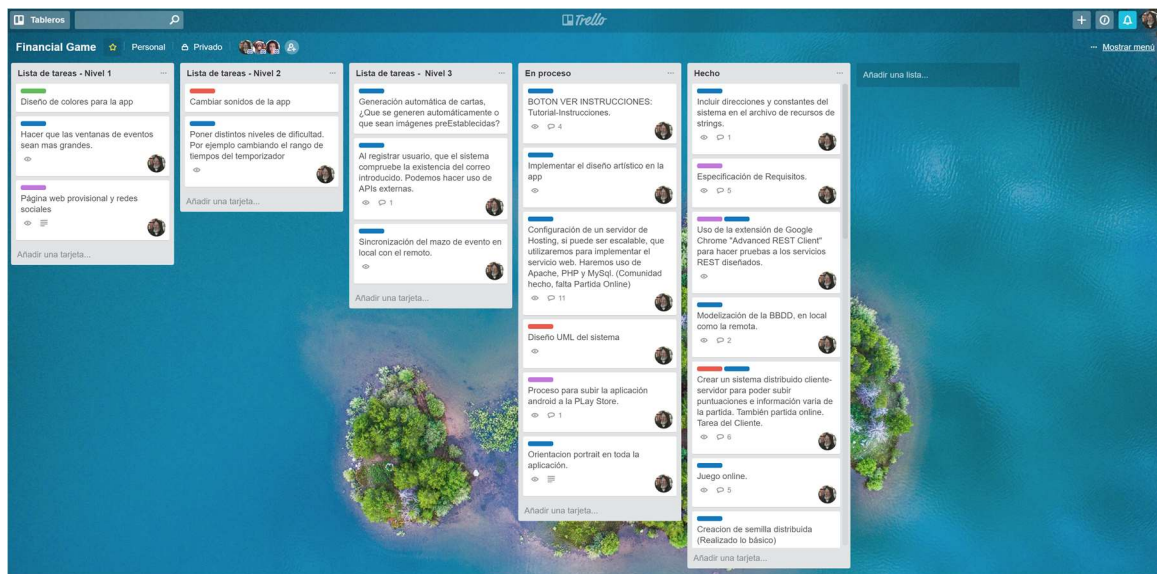 Tableros
Trello
Financial Game
Personal
Privado
Mostrar menú
Lista de tareas - Nivel 1
Diseño de colores para la app
Hacer que las ventanas de eventos
sean mas grandes.
Página web provisional y redes
sociales
Añadir una tarjeta...
Lista de tareas - Nivel 2
Cambiar sonidos de la app
Poner distintos niveles de dificultad.
Por ejemplo cambiando el rango de
tiempos del temporizador
Añadir una tarjeta...
Lista de tareas - Nivel 3
Generación automática de cartas,
¿Que se generen automáticamente o
que sean imágenes preEstablecidas?
Al registrar usuario, que el sistema
compruebe la existencia del correo
introducido. Podemos hacer uso de
APIs externas.
1
Sincronización del mazo de evento en
local con el remoto.
Añadir una tarjeta...
En proceso
BOTON VER INSTRUCCIONES:
Tutorial-Instrucciones.
4
Implementar el diseño artístico en la
app
Configuración de un servidor de
Hosting, si puede ser escalable, que
utilizaremos para implementar el
servicio web. Haremos uso de
Apache, PHP y MySql. (Comunidad
hecho, falta Partida Online)
11
Diseño UML del sistema
Proceso para subir la aplicación
android a la PLay Store.
1
Orientacion portrait en toda la
aplicación.
Añadir una tarjeta...
Hecho
Incluir direcciones y constantes del
sistema en el archivo de recursos de
strings.
1
Especificación de Requisitos.
5
Uso de la extensión de Google
Chrome "Advanced REST Client"
para hacer pruebas a los servicios
REST diseñados.
Modelización de la BBDD, en local
como la remota.
2
Crear un sistema distribuido cliente-
servidor para poder subir
puntuaciones e información varia de
la partida. También partida online.
Tarea del Cliente.
6
Juego online.
5
Creacion de semilla distribuida
(Realizado lo básico)
Añadir una tarjeta...
Añadir una lista...